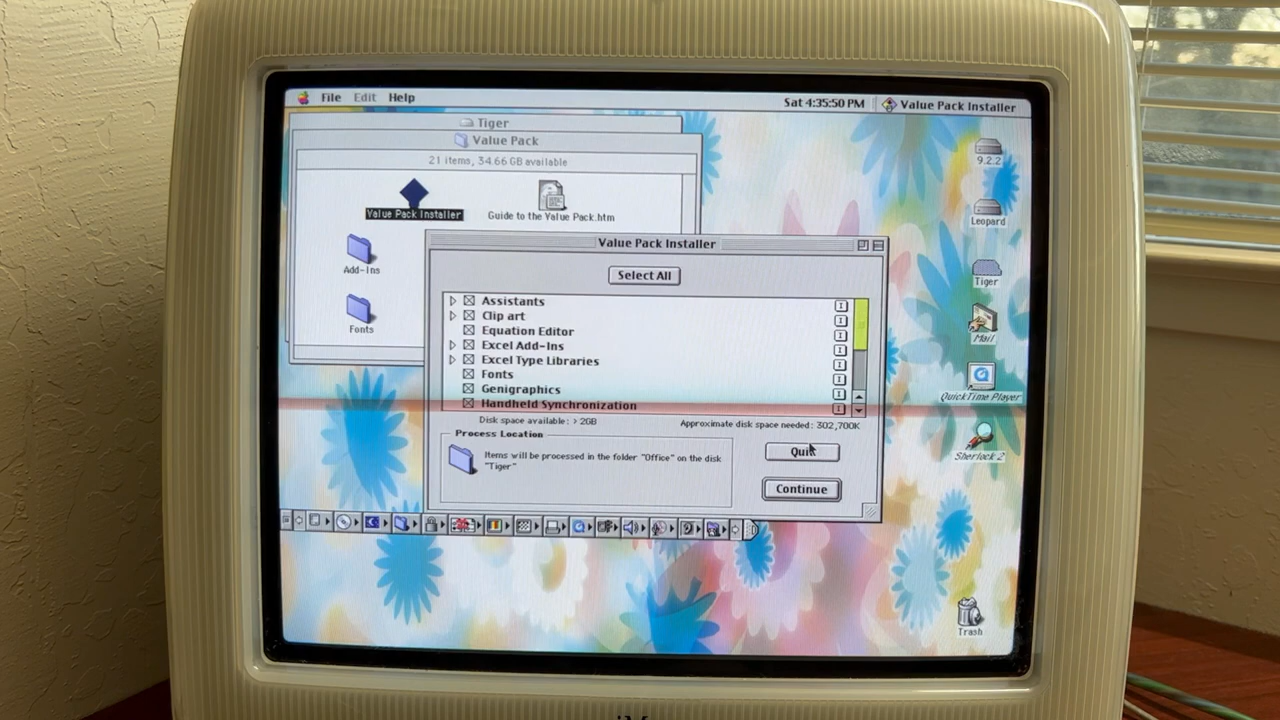 File Edit Help
Sat 4:35:50 PM
Value Pack Installer
Tiger
Value Pack
21 items, 34.66 GB available
Value Pack Installer
Guide to the Value Pack.htm
Add-Ins
Fonts
Value Pack Installer
Select All
Assistants
Clip art
Equation Editor
Excel Add-Ins
Excel Type Libraries
Fonts
Genigraphics
Handheld Synchronization
Disk space available: > 2GB
Approximate disk space needed: 302,700K
Process Location
Items will be processed in the folder "Office" on the disk
"Tiger"
Quit
Continue
9.2.2
Leopard
Tiger
Mail
QuickTime Player
Sherlock 2
Trash